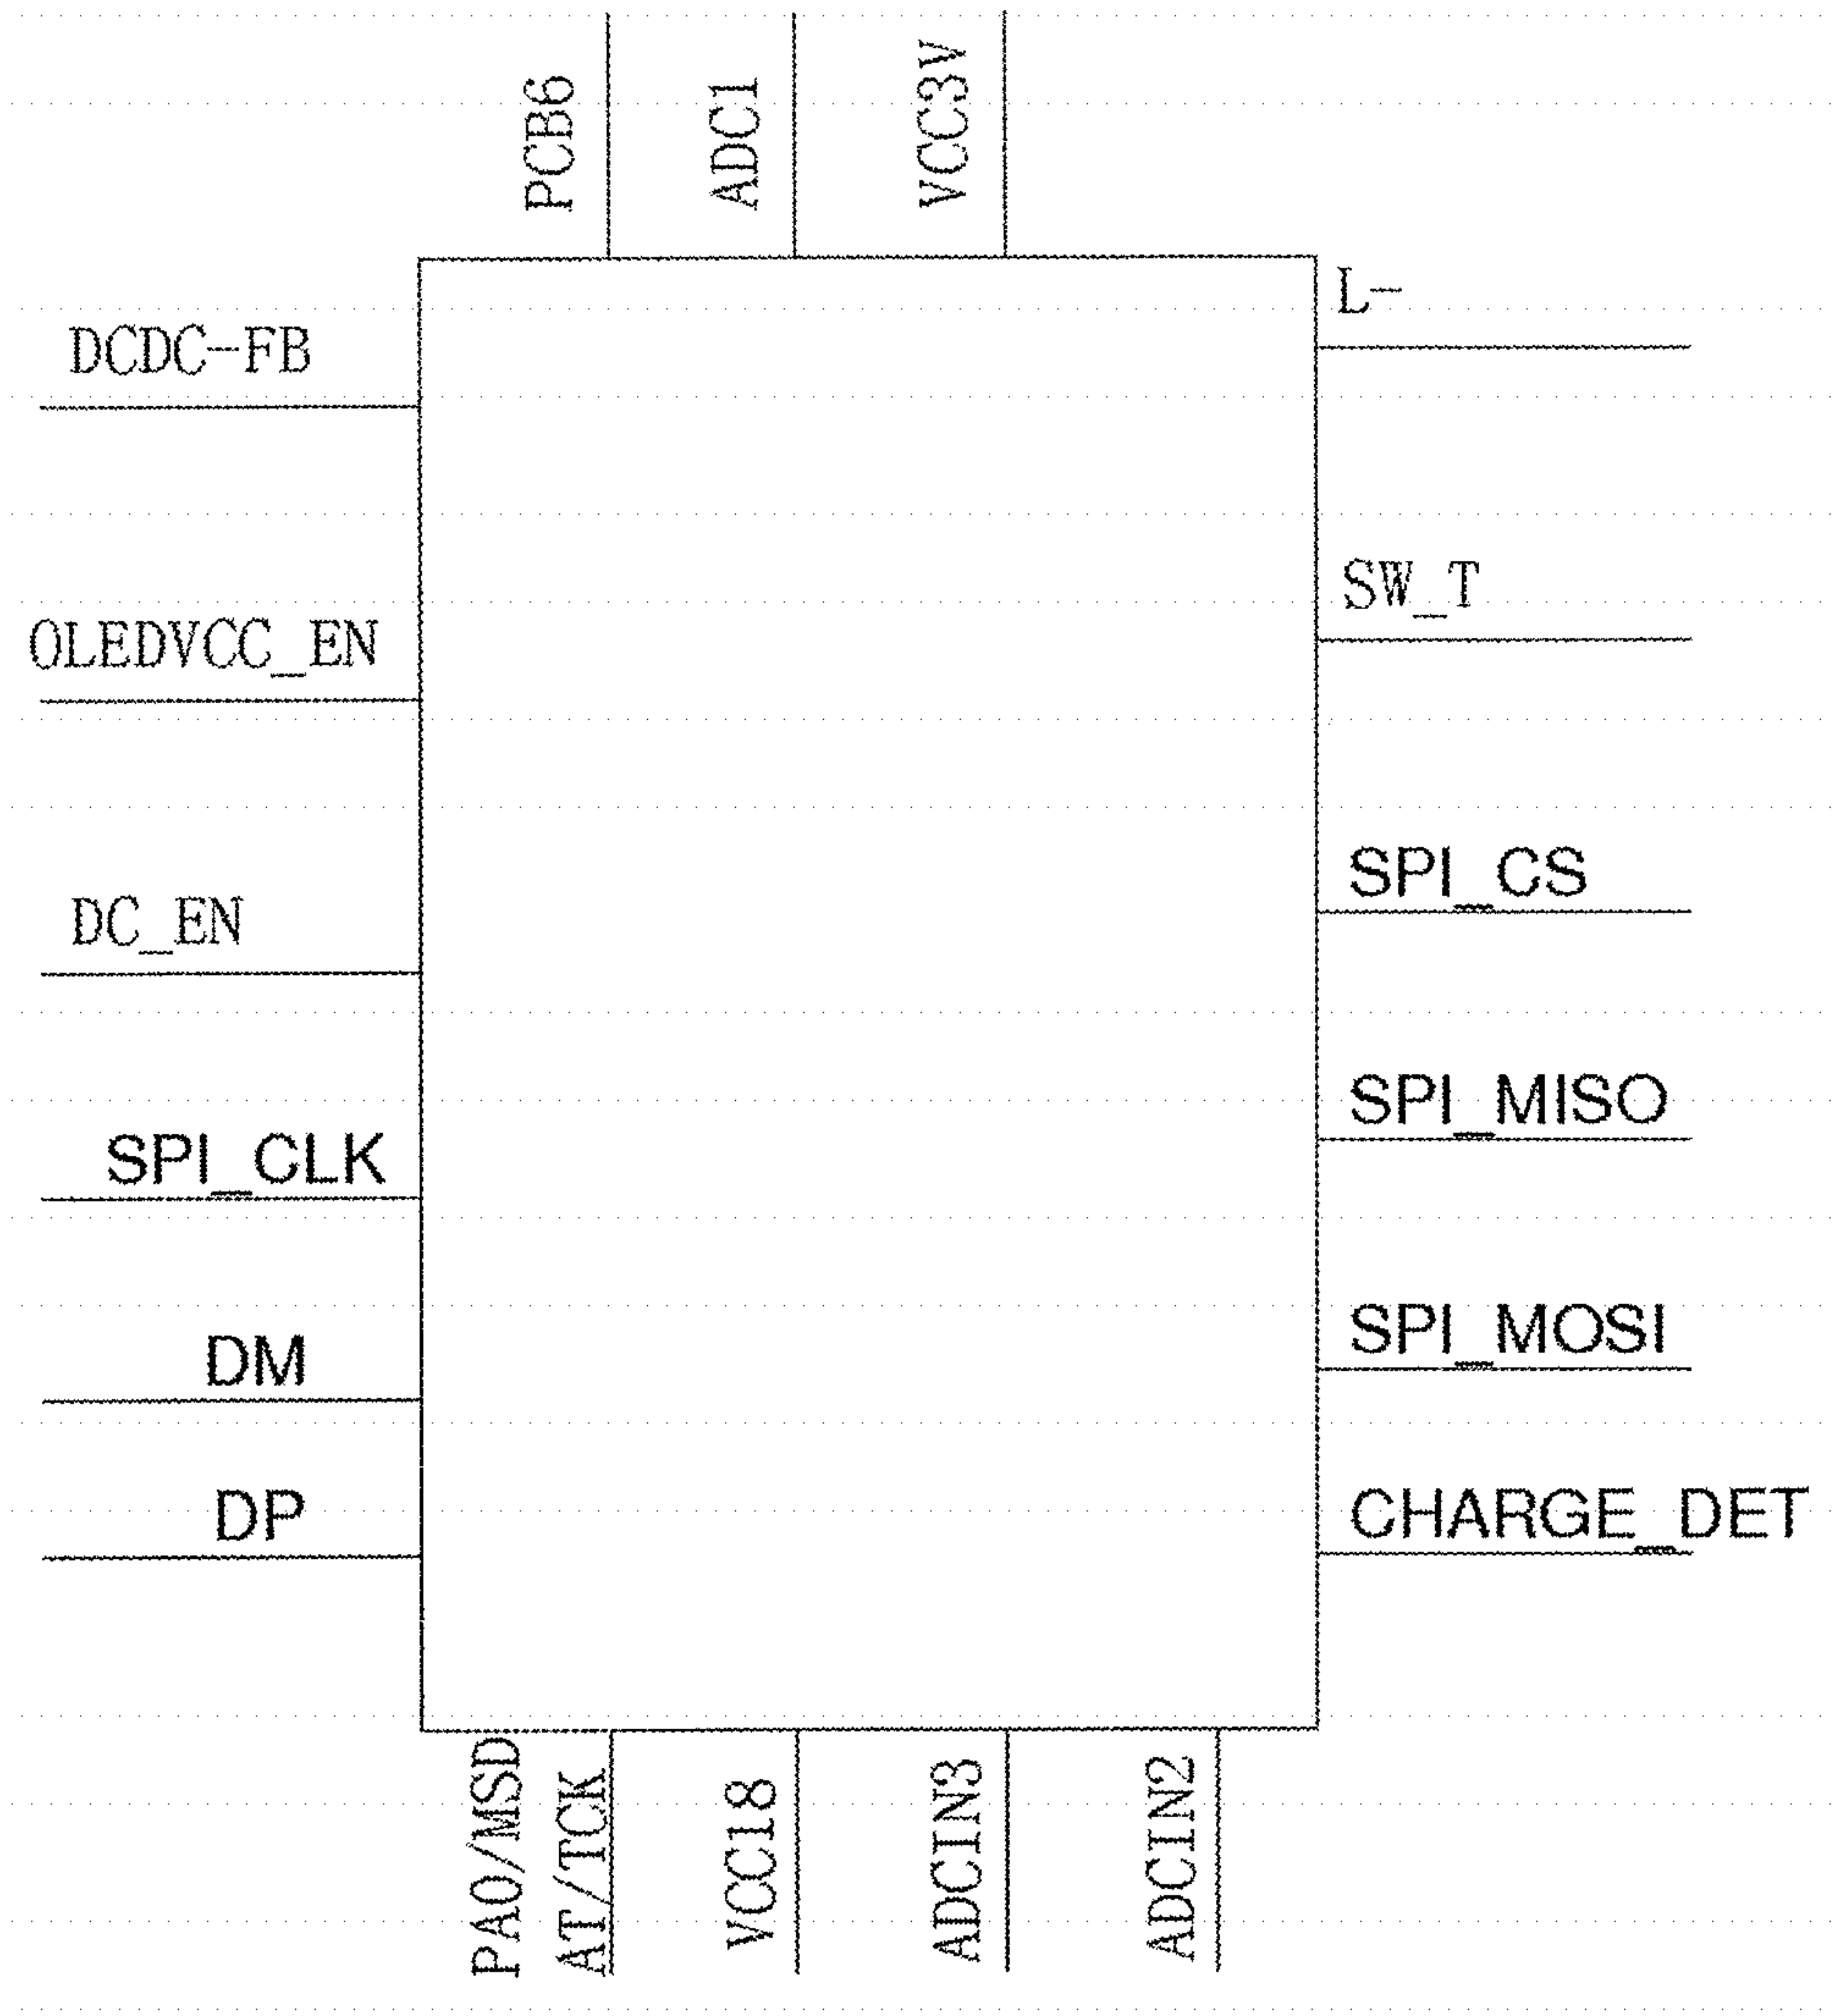 PCB6
ADC1
VCC3V
L-
DCDC-FB
SW_T
OLEDVCC_EN
SPI_CS
DC_EN
SPI_MISO
SPI_CLK
SPI_MOSI
DM
CHARGE_DET
DP
PA0/MSD
AT/TCK
VCC18
ADCIN3
ADCIN2